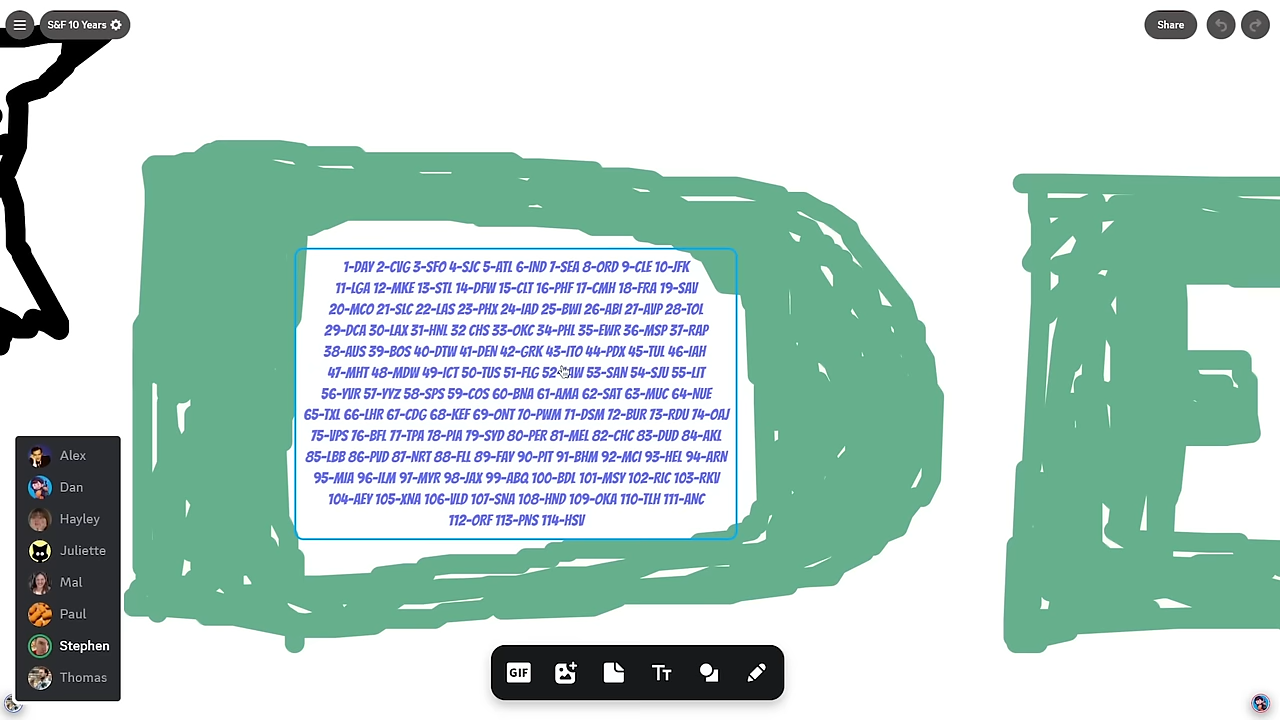 S&F 10 Years
Share
1-DAY 2-CVG 3-SFO 4-SJC 5-ATL 6-IND 7-SEA 8-ORD 9-CLE 10-JFK
11-LGA 12-MKE 13-STL 14-DFW 15-CLT 16-PHF 17-CMH 18-FRA 19-SAV
20-MCO 21-SLC 22-LAS 23-PHX 24-IAD 25-BWI 26-ABI 27-AVP 28-TOL
29-DCA 30-LAX 31-HNL 32 CHS 33-OKC 34-PHL 35-EWR 36-MSP 37-RAP
38-AUS 39-BOS 40-DTW 41-DEN 42-GRK 43-ITO 44-PDX 45-TUL 46-IAH
47-MHT 48-MDW 49-ICT 50-TUS 51-FLG 53-SAN 54-SJU 55-LIT
56-YVR 57-YYZ 58-SPS 59-COS 60-BNA 61-AMA 62-SAT 63-MUC 64-NUE
65-TXL 66-LHR 67-CDG 68-KEF 69-ONT 70-PWM 71-DSM 72-BUR 73-RDU 74-OAJ
75-VPS 76-BFL 77-TPA 78-PIA 79-SYD 80-PER 81-MEL 82-CHC 83-DUD 84-AKL
85-LBB 86-PVD 87-NRT 88-FLL 89-FAY 90-PIT 91-BHM 92-MCI 93-HEL 94-ARN
95-MIA 96-ILM 97-MYR 98-JAX 99-ABQ 100-BDL 101-MSY 102-RIC 103-RKV
104-AEY 105-XNA 106-VLD 107-SNA 108-HND 109-OKA 110-TLH 111-ANC
112-ORF 113-PNS 114-HSV
Alex
Dan
Hayley
Juliette
Mal
Paul
Stephen
Thomas
GIF
Tt